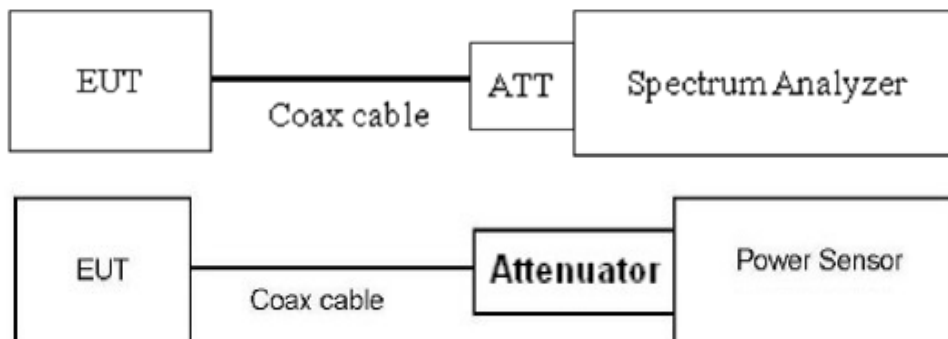 EUT
ATT
Spectrum Analyzer
Coax cable
EUT
Attenuator
Power Sensor
Coax cable